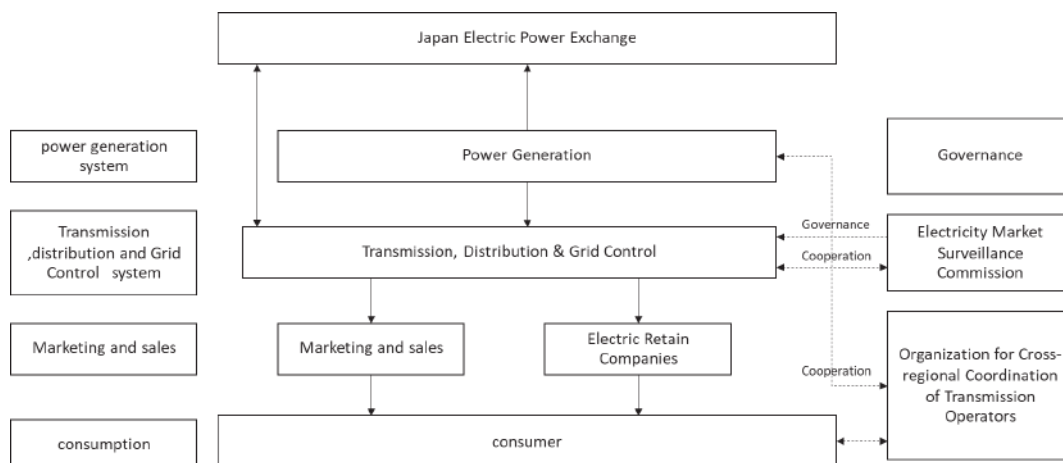 Japan Electric Power Exchange
power generation
system
Power Generation
Governance
Transmission
,distribution and Grid
Control system
Transmission, Distribution & Grid Control
Governance
Cooperation
Electricity Market
Surveillance
Commission
Marketing and sales
Marketing and sales
Electric Retain
Companies
Cooperation
Organization for Cross-
regional Coordination
of Transmission
Operators
consumption
consumer